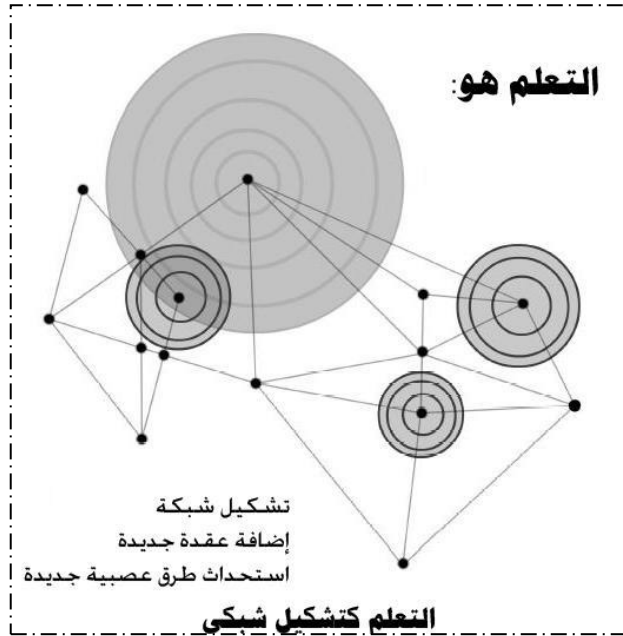 التعلم هو:
تشكيل شبكة
إضافة عقدة جديدة
استحداث طرق عصبية جديدة
التعلم كتشكيل شبكي